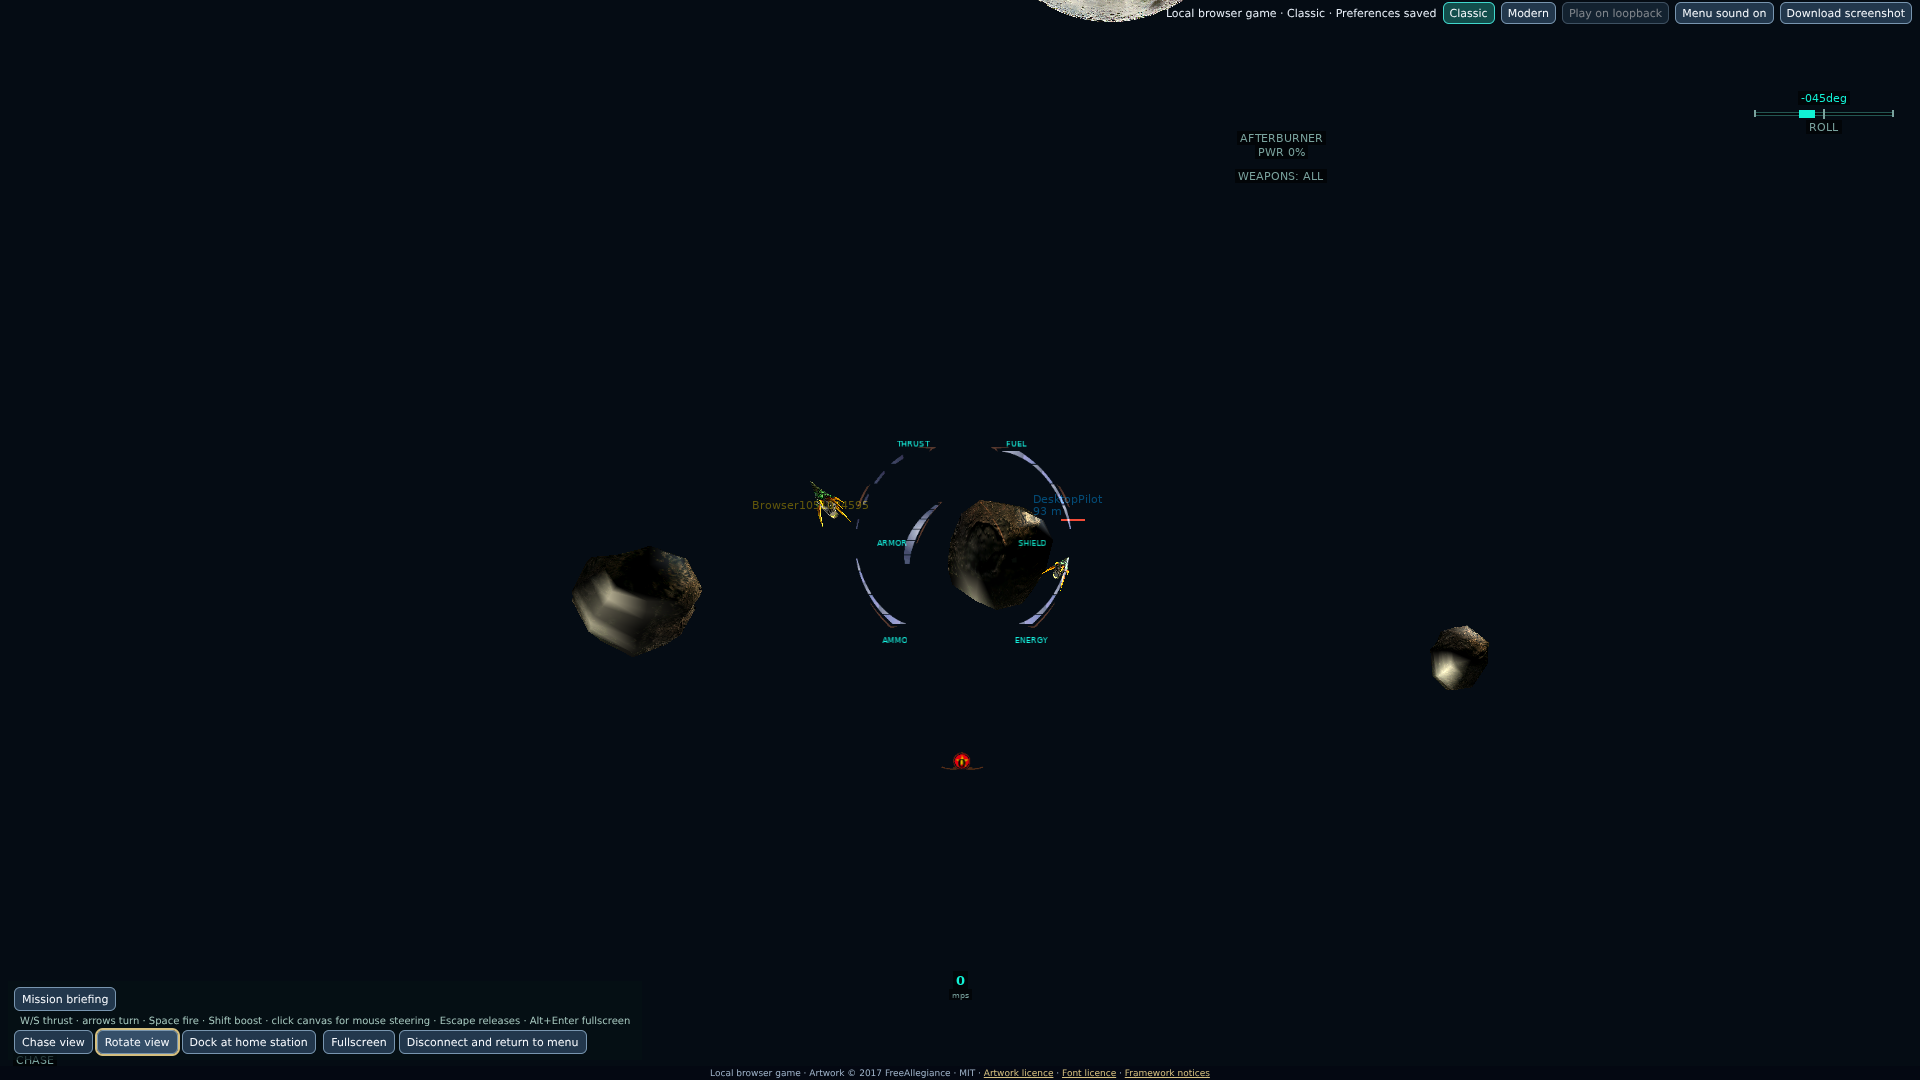 Local browser game · Classic · Preferences saved Classic Modern Play on loopback Menu sound on Download screenshot
-045deg
ROLL
AFTERBURNER
PWR 0%
WEAPONS: ALL
THRUST FUEL
DesktopPilot
93 m
ARMOR SHIELD
AMMO ENERGY
0
mps
Mission briefing
W/S thrust · arrows turn · Space fire · Shift boost · click canvas for mouse steering · Escape releases · Alt+Enter fullscreen
Chase view Rotate view Dock at home station Fullscreen Disconnect and return to menu
CHASE
Local browser game · Artwork © 2017 FreeAllegiance · MIT · Artwork licence · Font licence · Framework notices